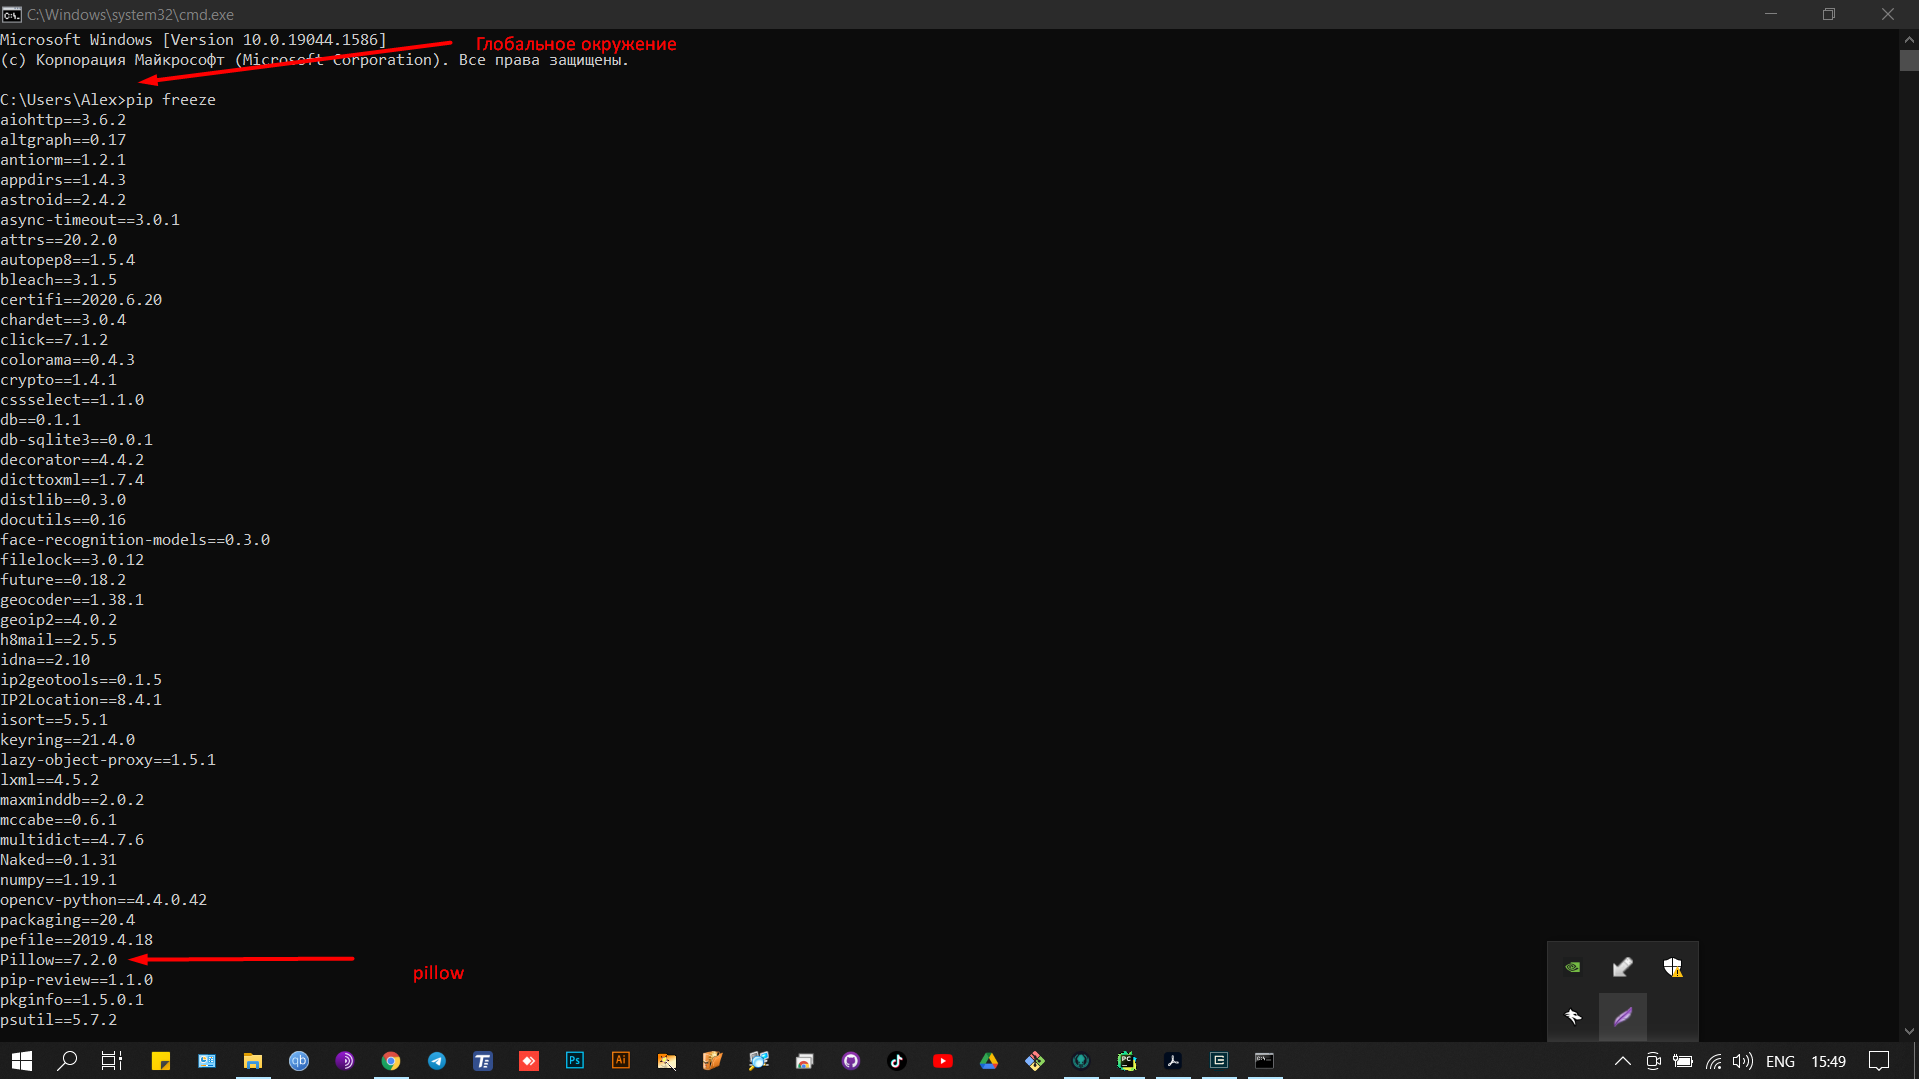 C:\Windows\system32\cmd.exe
Microsoft Windows [Version 10.0.19044.1586]
Глобальное окружение
(c) Корпорация Майкрософт (Microsoft Corporation). Все права защищены.
C:\Users\Alex>pip freeze
aiohttp==3.6.2
altgraph==0.17
antiorm==1.2.1
appdirs==1.4.3
astroid==2.4.2
async-timeout==3.0.1
attrs==20.2.0
autopep8==1.5.4
bleach==3.1.5
certifi==2020.6.20
chardet==3.0.4
click==7.1.2
colorama==0.4.3
crypto==1.4.1
cssselect==1.1.0
db==0.1.1
db-sqlite3==0.0.1
decorator==4.4.2
dicttoxml==1.7.4
distlib==0.3.0
docutils==0.16
face-recognition-models==0.3.0
filelock==3.0.12
future==0.18.2
geocoder==1.38.1
geoip2==4.0.2
h8mail==2.5.5
idna==2.10
ip2geotools==0.1.5
IP2Location==8.4.1
isort==5.5.1
keyring==21.4.0
lazy-object-proxy==1.5.1
lxml==4.5.2
maxminddb==2.0.2
mccabe==0.6.1
multidict==4.7.6
Naked==0.1.31
numpy==1.19.1
opencv-python==4.4.0.42
packaging==20.4
pefile==2019.4.18
Pillow==7.2.0
pillow
pip-review==1.1.0
pkginfo==1.5.0.1
psutil==5.7.2
ENG 15:49